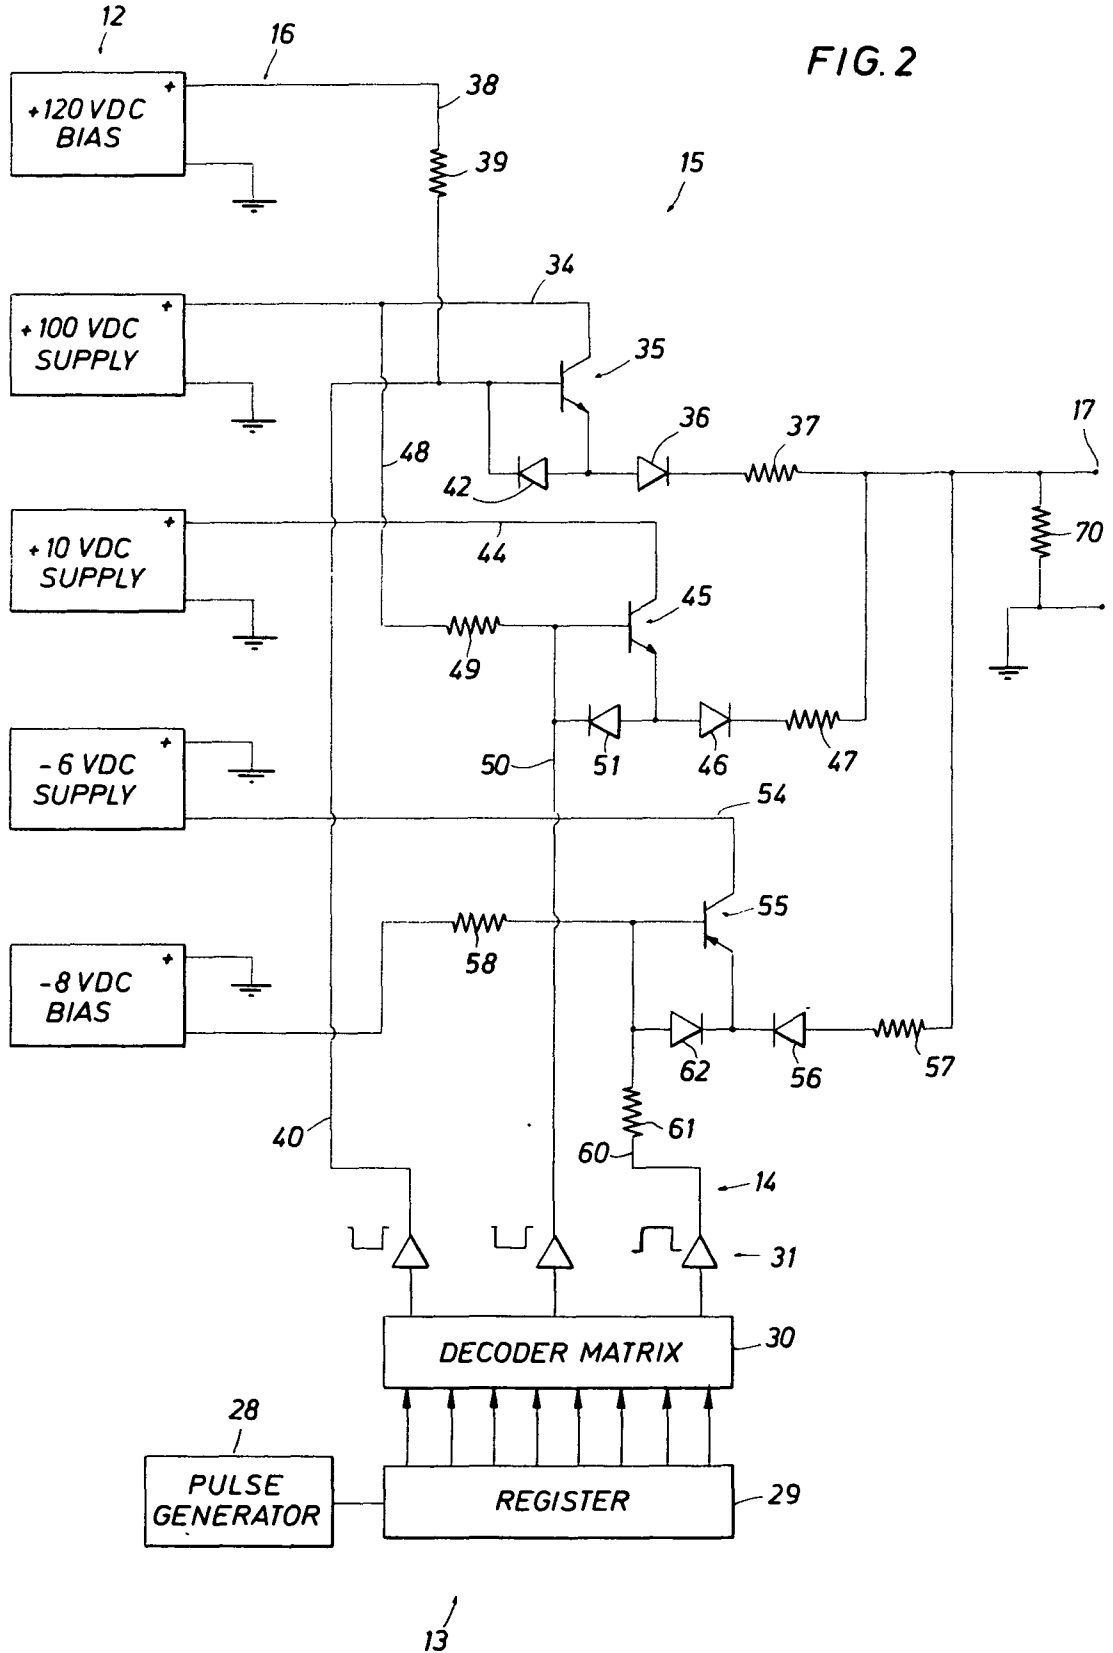 12
16
FIG. 2
+
+120 VDC
BIAS
38
39
15
34
+
+100 VDC
SUPPLY
35
36
37
17
48
42
+
+10 VDC
SUPPLY
44
70
45
49
+
-6 VDC
SUPPLY
50
51
46
47
54
55
58
+
-8 VDC
BIAS
62
56
57
40
61
60
14
31
DECODER MATRIX
30
28
PULSE
GENERATOR
REGISTER
29
13